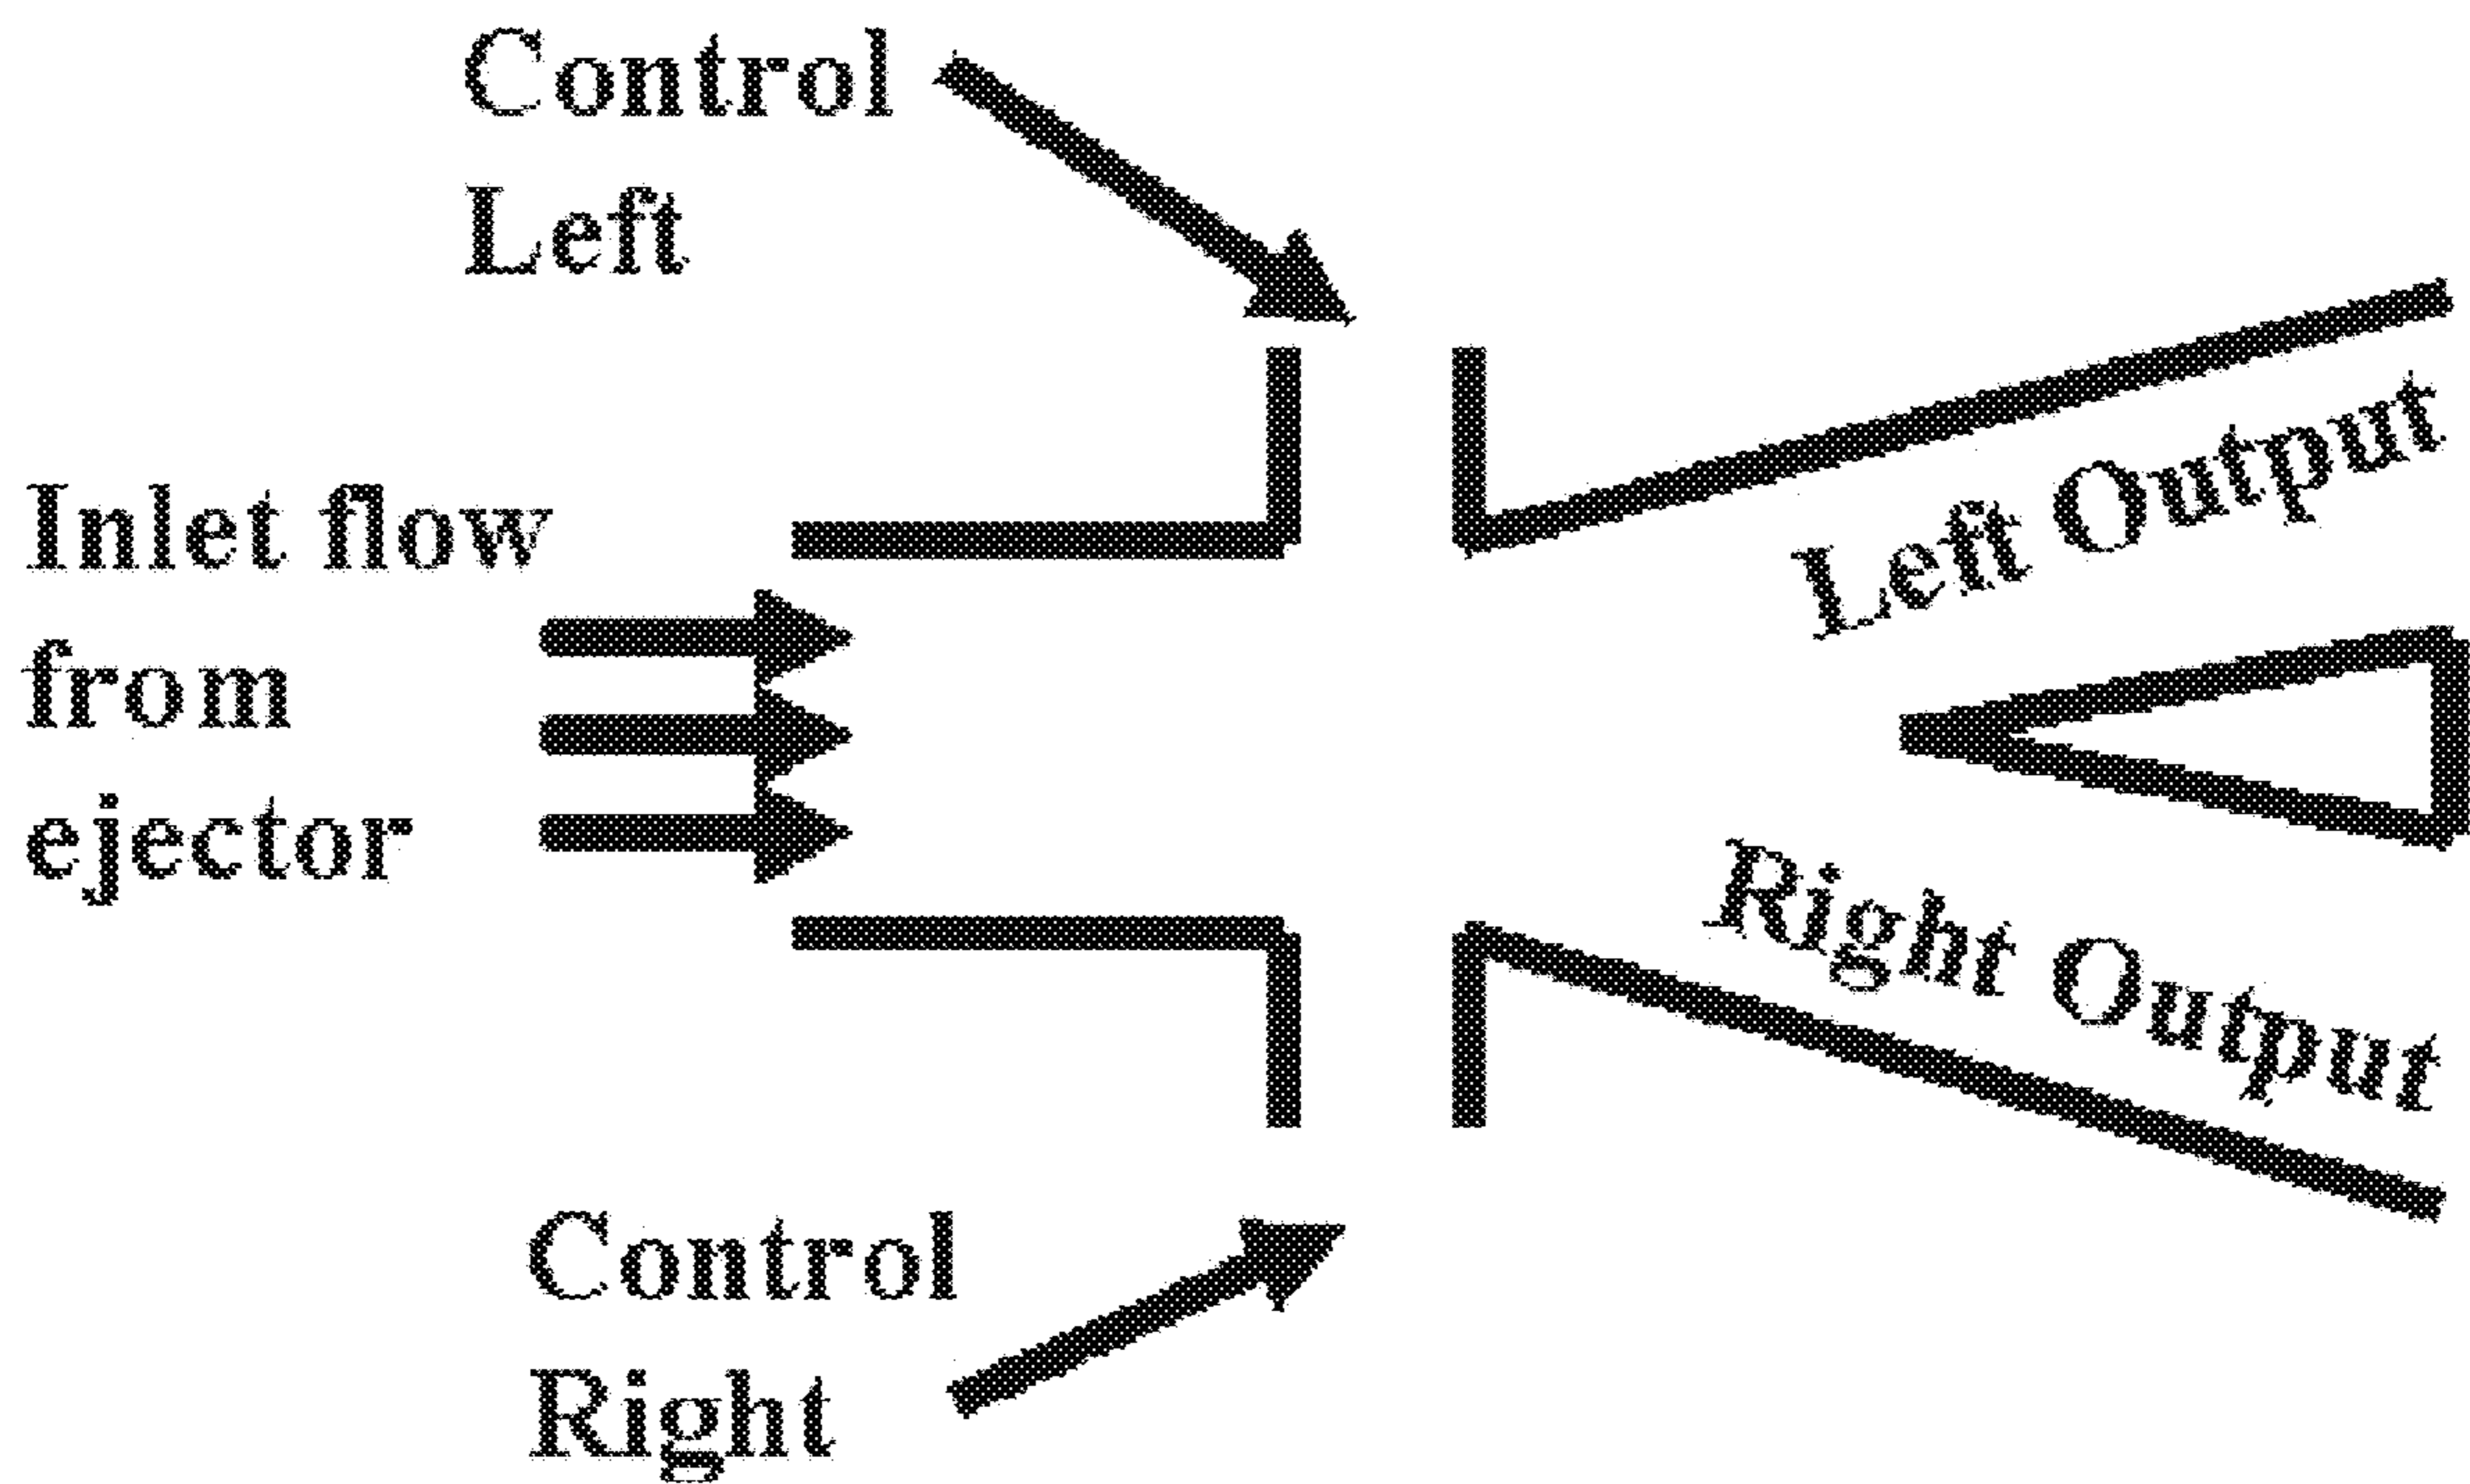 Control
Left
Inlet flow
from
ejector
Left Output
Right Output
Control
Right